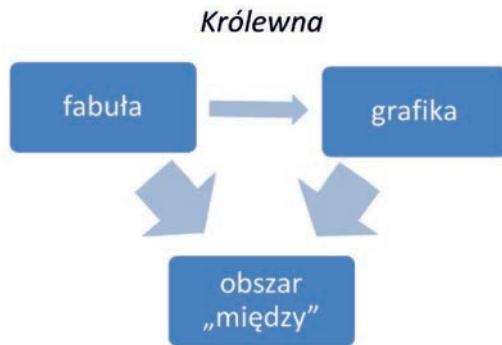 Królewna
fabuła
grafika
obszar
„między”